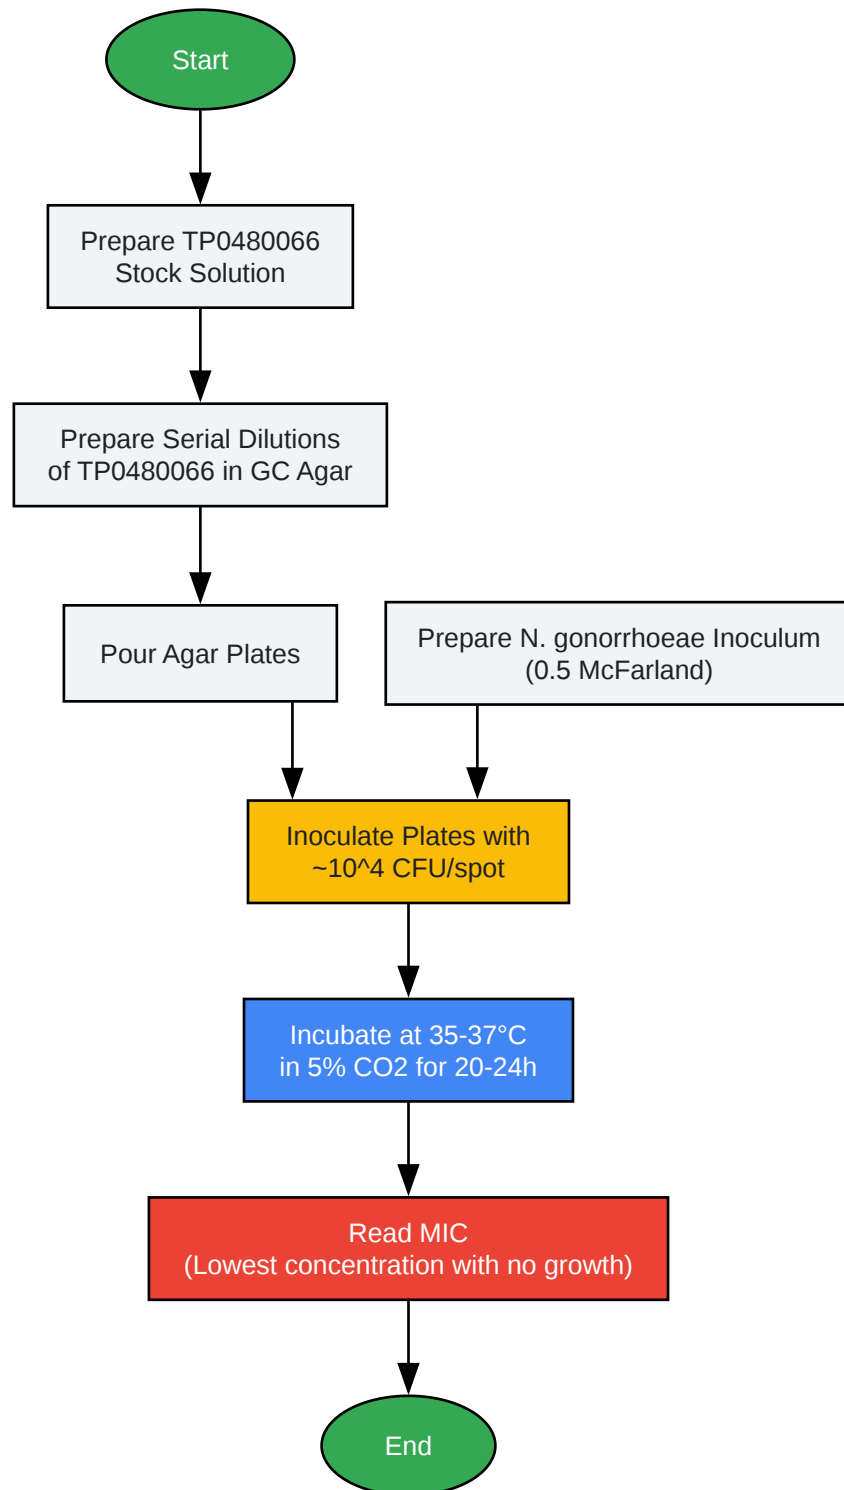 Start
Prepare TP0480066
Stock Solution
Prepare Serial Dilutions
of TP0480066 in GC Agar
Pour Agar Plates
Prepare N. gonorrhoeae Inoculum
(0.5 McFarland)
Inoculate Plates with
~10^4 CFU/spot
Incubate at 35-37°C
in 5% CO2 for 20-24h
Read MIC
(Lowest concentration with no growth)
End